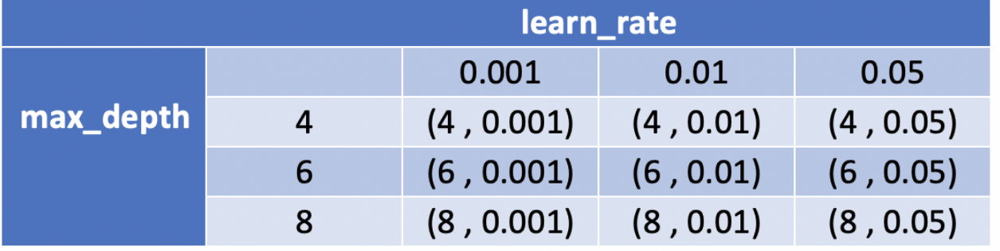 learn_rate
max_depth
0.001 0.01 0.05
4 (4 , 0.001) (4 , 0.01) (4 , 0.05)
6 (6 , 0.001) (6 , 0.01) (6 , 0.05)
8 (8 , 0.001) (8 , 0.01) (8 , 0.05)